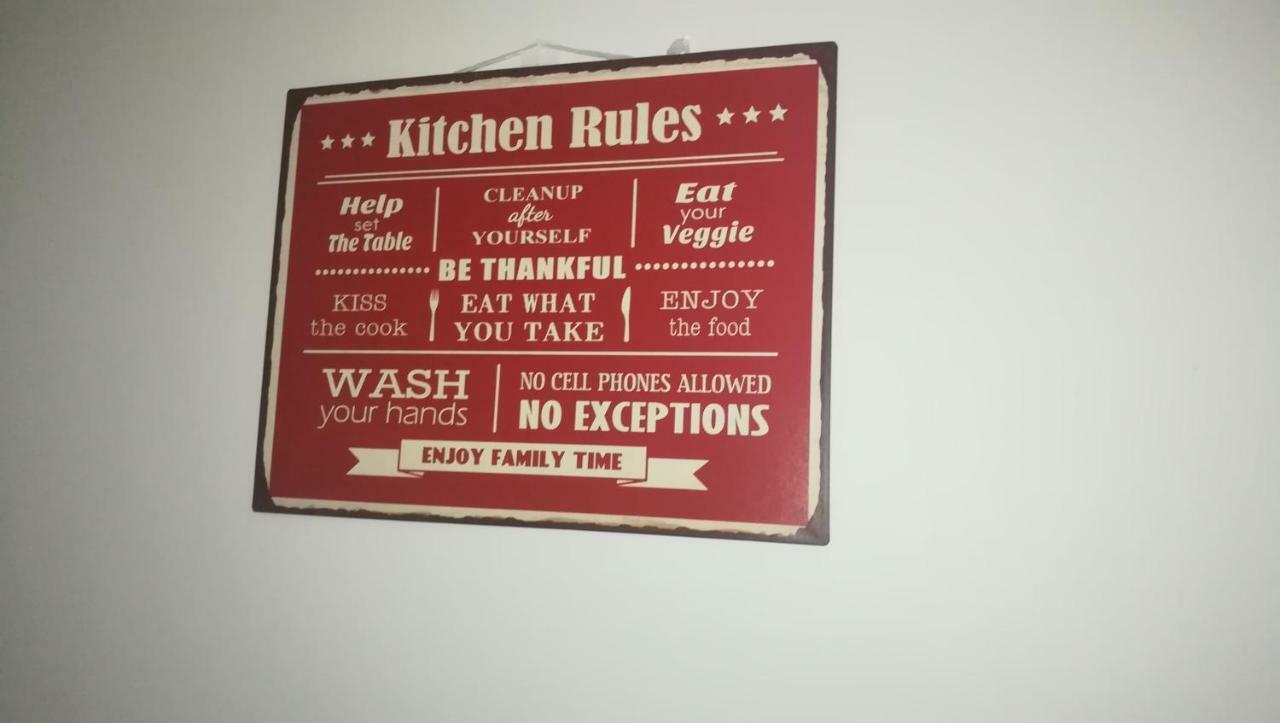 Kitchen Rules
Help
set
The Table
CLEANUP
after
YOURSELF
Eat
your
Veggie
BE THANKFUL
KISS
the cook
EAT WHAT
YOU TAKE
ENJOY
the food
WASH
your hands
NO CELL PHONES ALLOWED
NO EXCEPTIONS
ENJOY FAMILY TIME